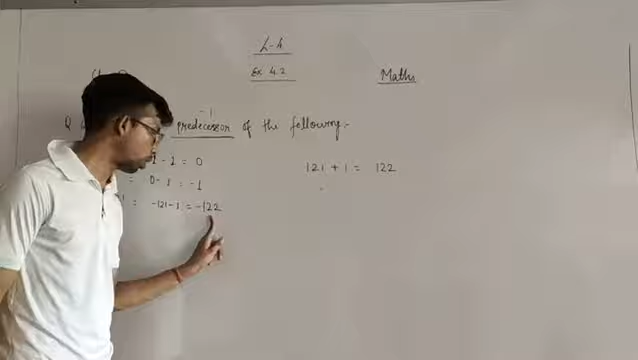 L-4
Ex 4.2
Maths
-1
predecessor of the following:-
1 - 1 = 0
121 + 1 = 122
= 0 - 1 = -1
= -121 - 1 = -122